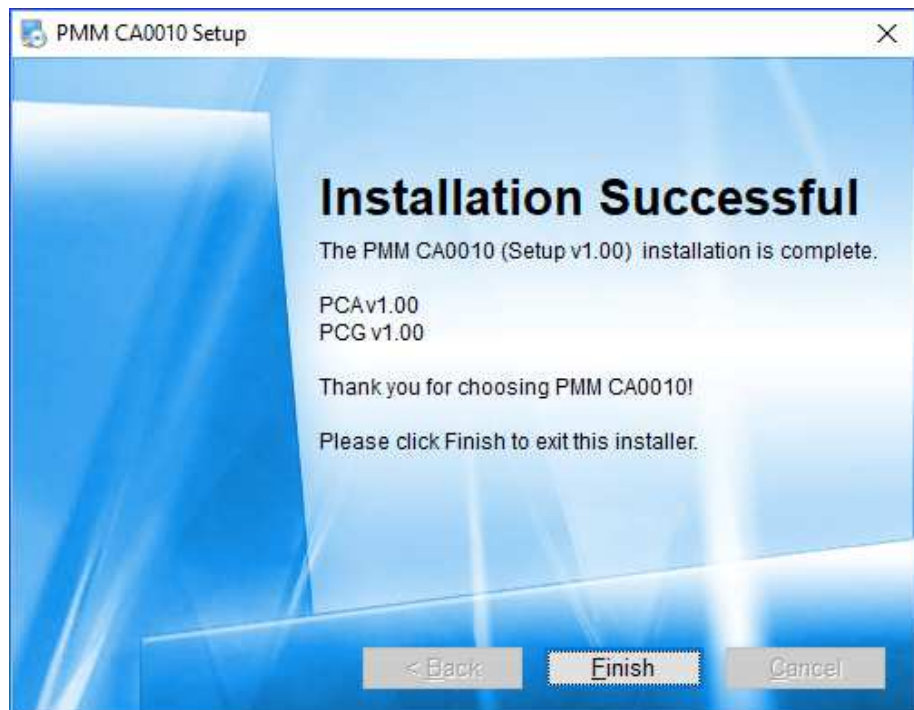 PMM CA0010 Setup
Installation Successful
The PMM CA0010 (Setup v1.00) installation is complete.
PCA v1.00
PCG v1.00
Thank you for choosing PMM CA0010!
Please click Finish to exit this installer.
< Back Finish Cancel